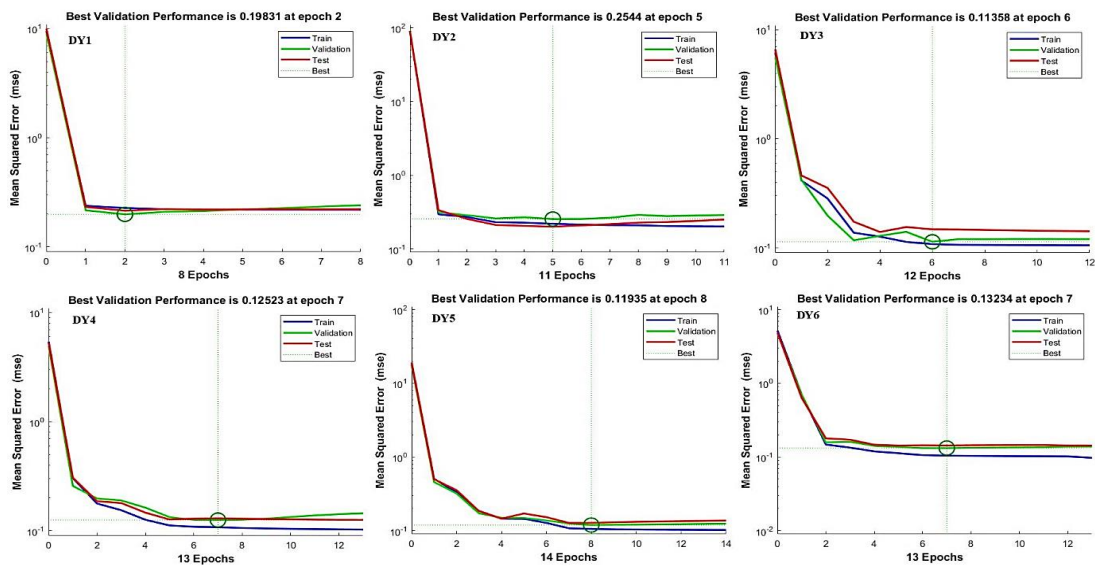 Best Validation Performance is 0.19831 at epoch 2
DY1
Train
Validation
Test
Best
Mean Squared Error (mse)
10^1
10^0
10^-1
0 1 2 3 4 5 6 7 8
8 Epochs
Best Validation Performance is 0.2544 at epoch 5
DY2
Train
Validation
Test
Best
Mean Squared Error (mse)
10^2
10^1
10^0
10^-1
0 1 2 3 4 5 6 7 8 9 10 11
11 Epochs
Best Validation Performance is 0.11358 at epoch 6
DY3
Train
Validation
Test
Best
Mean Squared Error (mse)
10^1
10^0
10^-1
0 2 4 6 8 10 12
12 Epochs
Best Validation Performance is 0.12523 at epoch 7
DY4
Train
Validation
Test
Best
Mean Squared Error (mse)
10^1
10^0
10^-1
0 2 4 6 8 10 12
13 Epochs
Best Validation Performance is 0.11935 at epoch 8
DY5
Train
Validation
Test
Best
Mean Squared Error (mse)
10^2
10^1
10^0
10^-1
0 2 4 6 8 10 12 14
14 Epochs
Best Validation Performance is 0.13234 at epoch 7
DY6
Train
Validation
Test
Best
Mean Squared Error (mse)
10^1
10^0
10^-1
10^-2
0 2 4 6 8 10 12
13 Epochs